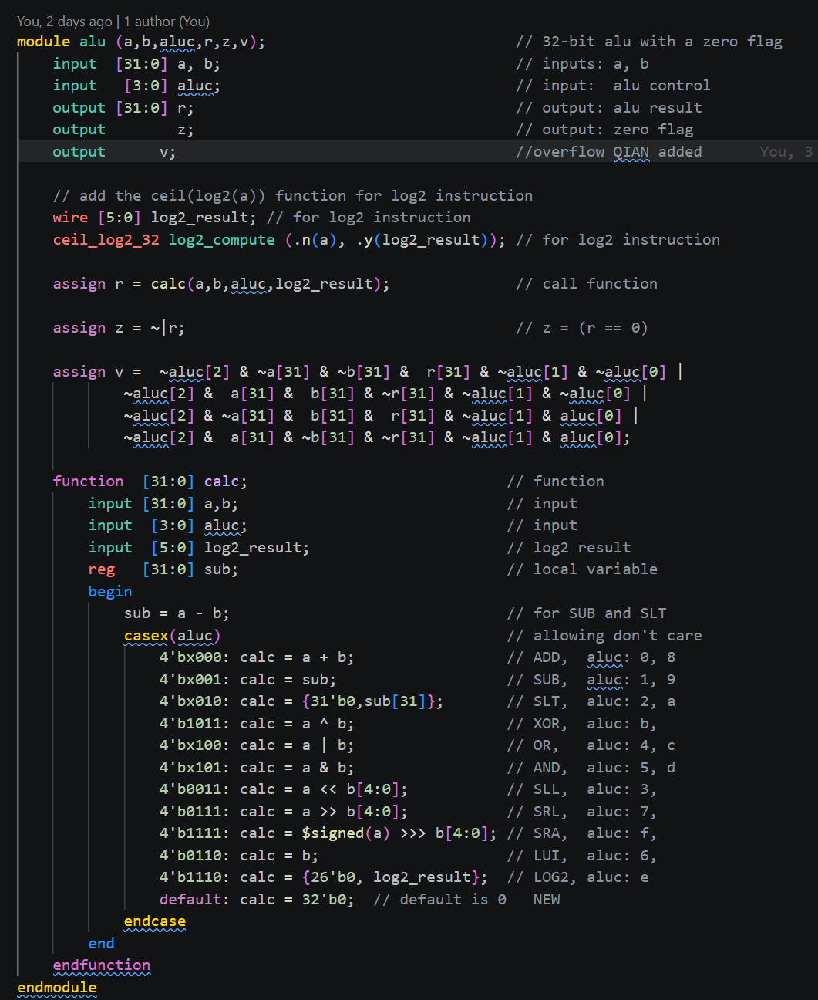 You, 2 days ago | 1 author (You)
module alu (a,b,aluc,r,z,v);                            // 32-bit alu with a zero flag
    input  [31:0] a, b;                                 // inputs: a, b
    input   [3:0] aluc;                                 // input:  alu control
    output [31:0] r;                                    // output: alu result
    output        z;                                    // output: zero flag
    output      v;                                      //overflow QIAN added      You, 3

    // add the ceil(log2(a)) function for log2 instruction
    wire [5:0] log2_result; // for log2 instruction
    ceil_log2_32 log2_compute (.n(a), .y(log2_result)); // for log2 instruction

    assign r = calc(a,b,aluc,log2_result);              // call function

    assign z = ~|r;                                     // z = (r == 0)

    assign v =  ~aluc[2] & ~a[31] & ~b[31] &  r[31] & ~aluc[1] & ~aluc[0] |
            ~aluc[2] &  a[31] &  b[31] & ~r[31] & ~aluc[1] & ~aluc[0] |
            ~aluc[2] & ~a[31] &  b[31] &  r[31] & ~aluc[1] & aluc[0] |
            ~aluc[2] &  a[31] & ~b[31] & ~r[31] & ~aluc[1] & aluc[0];

    function  [31:0] calc;                             // function
        input [31:0] a,b;                              // input
        input  [3:0] aluc;                             // input
        input  [5:0] log2_result;                      // log2 result
        reg   [31:0] sub;                              // local variable
        begin
            sub = a - b;                               // for SUB and SLT
            casex(aluc)                                // allowing don't care
                4'bx000: calc = a + b;                 // ADD,  aluc: 0, 8
                4'bx001: calc = sub;                   // SUB,  aluc: 1, 9
                4'bx010: calc = {31'b0,sub[31]};       // SLT,  aluc: 2, a
                4'b1011: calc = a ^ b;                 // XOR,  aluc: b,
                4'bx100: calc = a | b;                 // OR,   aluc: 4, c
                4'bx101: calc = a & b;                 // AND,  aluc: 5, d
                4'b0011: calc = a << b[4:0];           // SLL,  aluc: 3,
                4'b0111: calc = a >> b[4:0];           // SRL,  aluc: 7,
                4'b1111: calc = $signed(a) >>> b[4:0]; // SRA,  aluc: f,
                4'b0110: calc = b;                     // LUI,  aluc: 6,
                4'b1110: calc = {26'b0, log2_result};  // LOG2, aluc: e
                default: calc = 32'b0;  // default is 0   NEW
            endcase
        end
    endfunction
endmodule